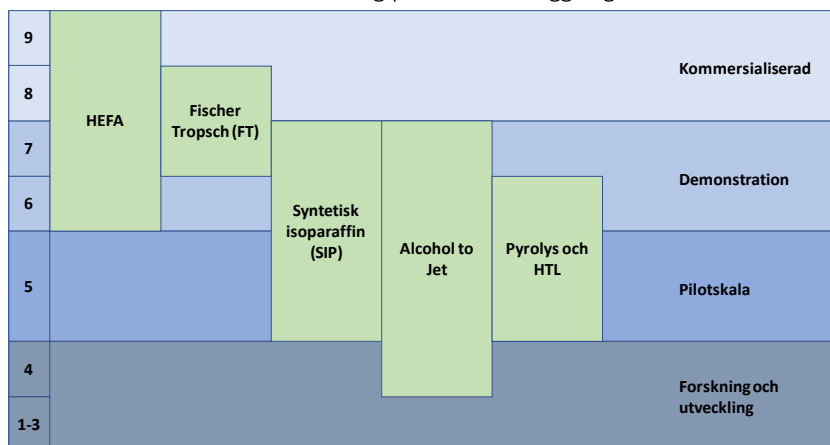 9
Kommersialiserad
8
HEFA
Fischer
Tropsch (FT)
7
Demonstration
6
Syntetisk
isoparaffin
(SIP)
Alcohol to
Jet
Pyrolys och
HTL
5
Pilotskala
4
Forskning och
utveckling
1-3